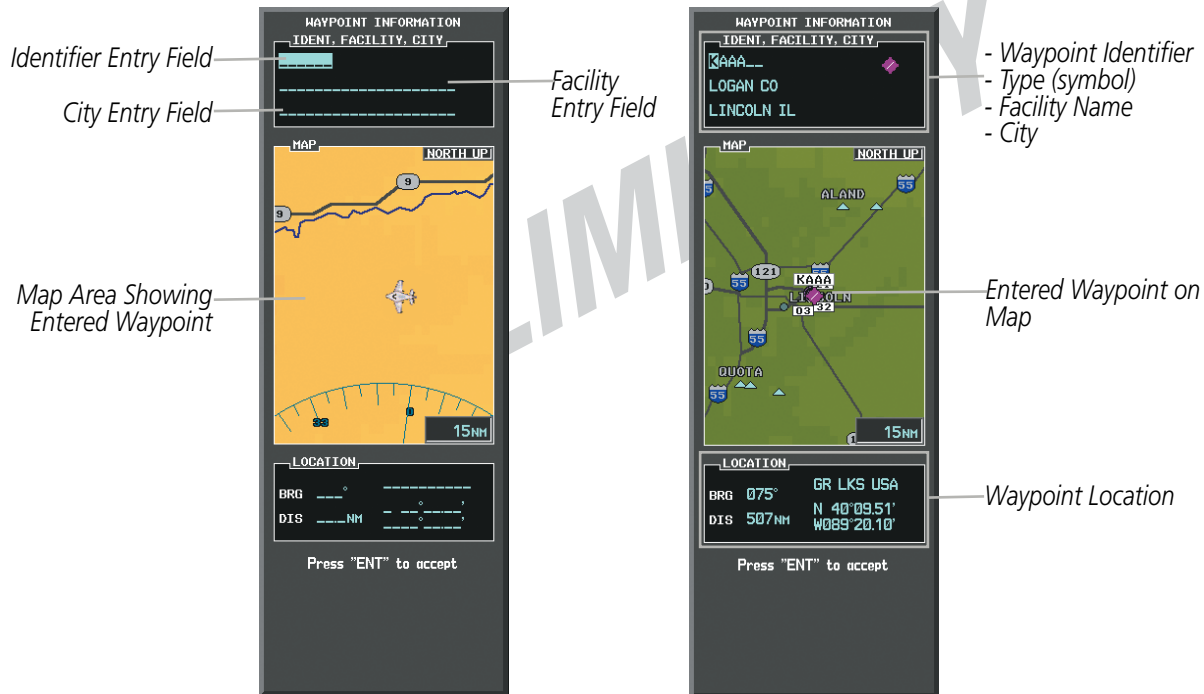 WAYPOINT INFORMATION
IDENT, FACILITY, CITY
Identifier Entry Field
Facility
Entry Field
City Entry Field
MAP
NORTH UP
9
9
Map Area Showing
Entered Waypoint
33
0
15NM
LOCATION
BRG ___°
DIS ___NM
Press "ENT" to accept
WAYPOINT INFORMATION
IDENT, FACILITY, CITY
KAAA__
LOGAN CO
LINCOLN IL
- Waypoint Identifier
- Type (symbol)
- Facility Name
- City
MAP
NORTH UP
55
ALAND
121
55
KAAA
55
LINCOLN
03 32
Entered Waypoint on
Map
55
QUOTA
55
15NM
LOCATION
BRG 075° GR LKS USA
DIS 507NM N 40°09.51'
W089°20.10'
Waypoint Location
Press "ENT" to accept